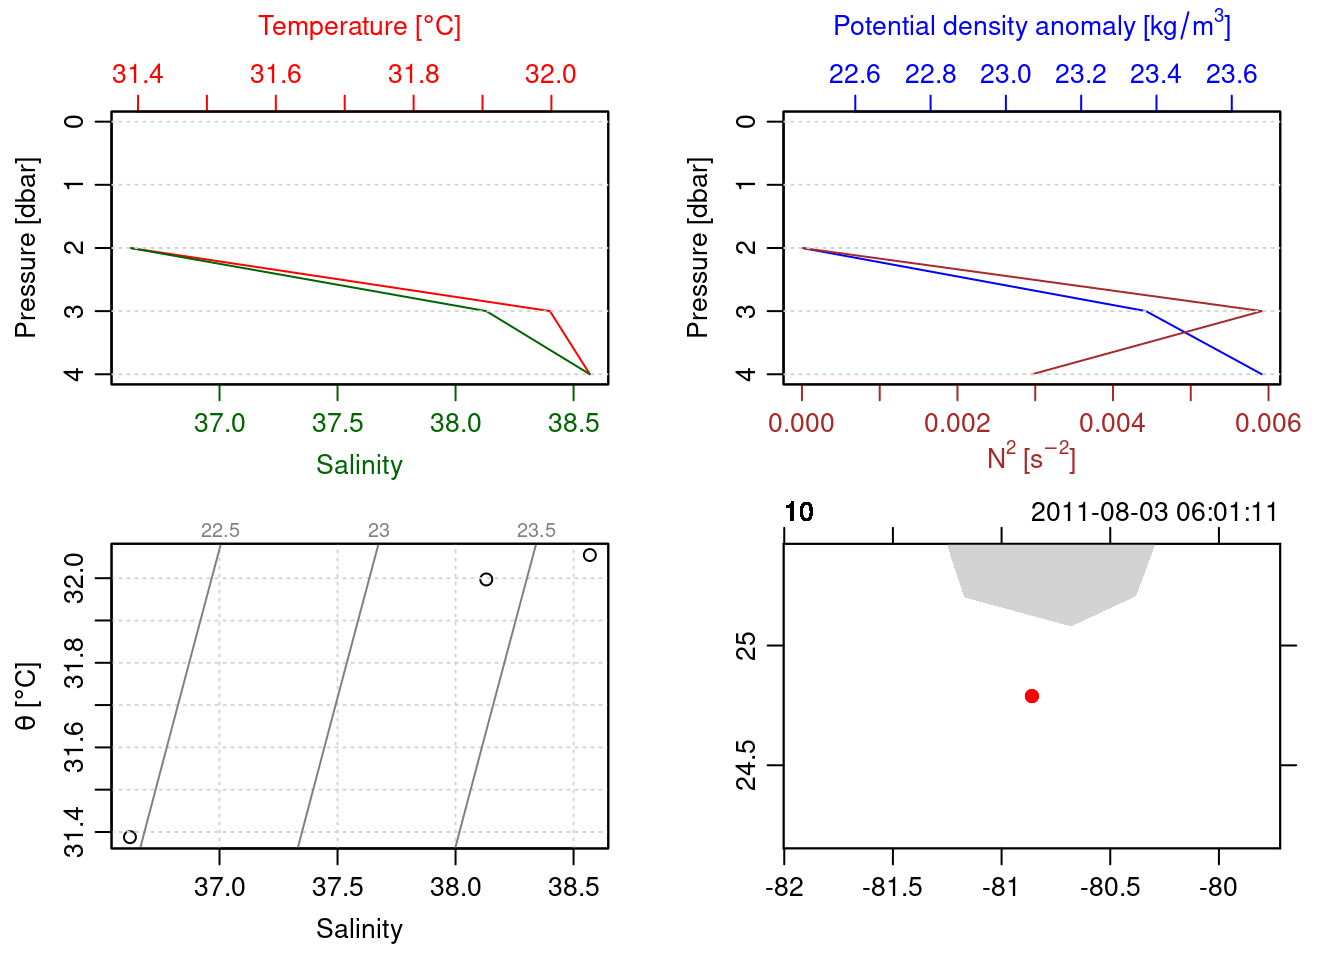 Temperature [°C]
31.4 31.6 31.8 32.0
0
1
2
3
4
Pressure [dbar]
37.0 37.5 38.0 38.5
Salinity
Potential density anomaly [kg/m³]
22.6 22.8 23.0 23.2 23.4 23.6
0
1
2
3
4
Pressure [dbar]
0.000 0.002 0.004 0.006
N² [s⁻²]
22.5 23 23.5
32.0
31.8
31.6
31.4
θ [°C]
37.0 37.5 38.0 38.5
Salinity
10 2011-08-03 06:01:11
25
24.5
-82 -81.5 -81 -80.5 -80